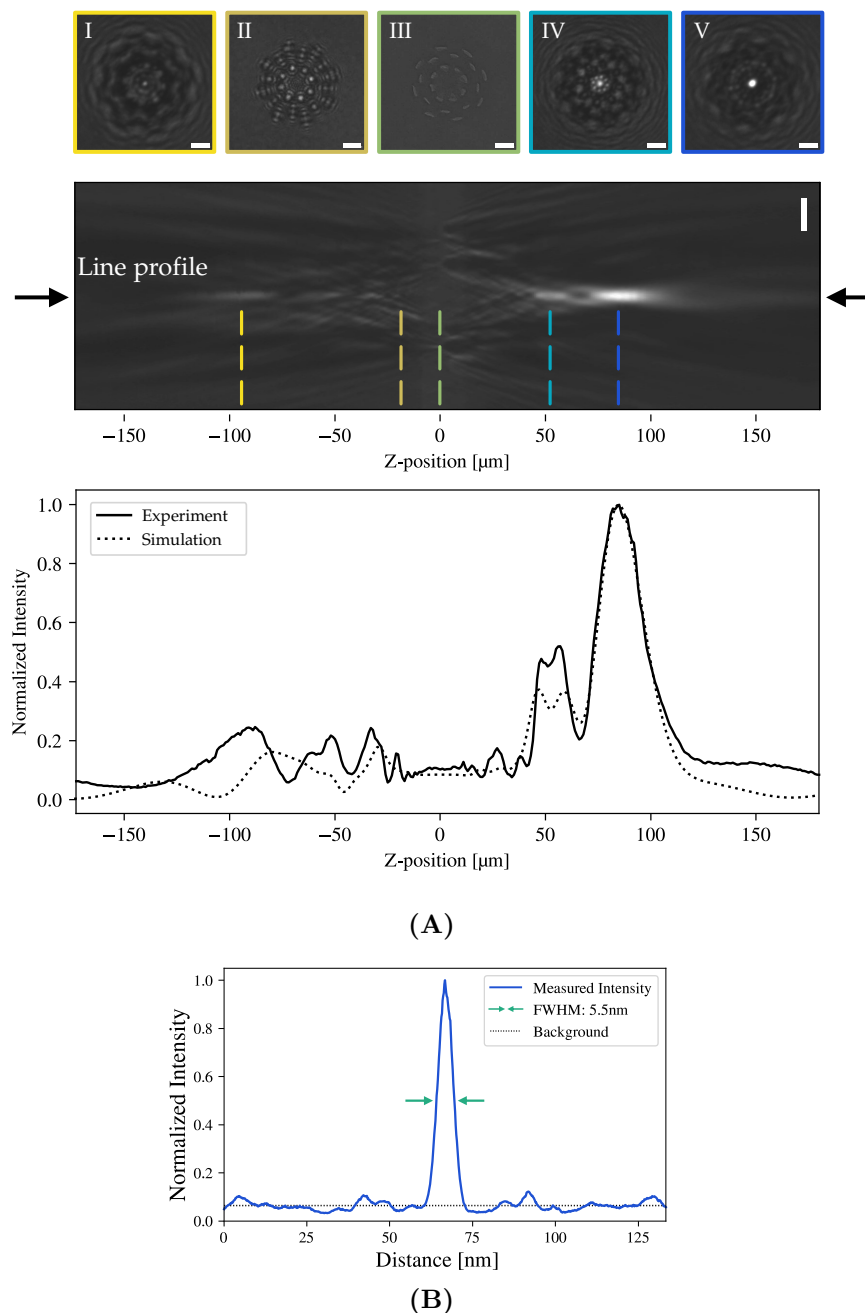 I II III IV V
Line profile
−150 −100 −50 0 50 100 150
Z-position [µm]
1.0
0.8
0.6
0.4
0.2
0.0
Normalized Intensity
Experiment
Simulation
−150 −100 −50 0 50 100 150
Z-position [µm]
(A)
1.0
0.8
0.6
0.4
0.2
0.0
Normalized Intensity
Measured Intensity
FWHM: 5.5nm
Background
0 25 50 75 100 125
Distance [nm]
(B)